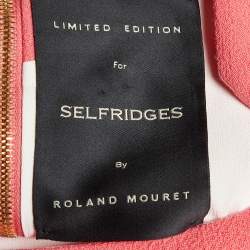 LIMITED EDITION
For
SELFRIDGES
By
ROLAND MOURET